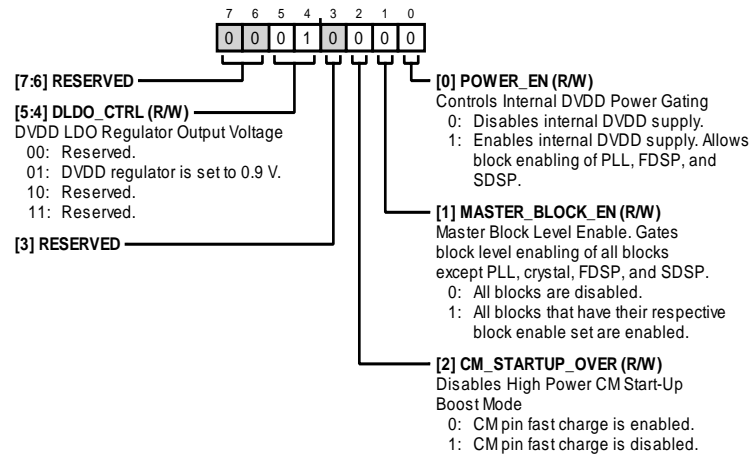 7 6 5 4 3 2 1 0
0 0 0 1 0 0 0 0
[7:6] RESERVED
[5:4] DLDO_CTRL (R/W)
DVDD LDO Regulator Output Voltage
00: Reserved.
01: DVDD regulator is set to 0.9 V.
10: Reserved.
11: Reserved.
[3] RESERVED
[0] POWER_EN (R/W)
Controls Internal DVDD Power Gating
0: Disables internal DVDD supply.
1: Enables internal DVDD supply. Allows
block enabling of PLL, FDSP, and
SDSP.
[1] MASTER_BLOCK_EN (R/W)
Master Block Level Enable. Gates
block level enabling of all blocks
except PLL, crystal, FDSP, and SDSP.
0: All blocks are disabled.
1: All blocks that have their respective
block enable set are enabled.
[2] CM_STARTUP_OVER (R/W)
Disables High Power CM Start-Up
Boost Mode
0: CM pin fast charge is enabled.
1: CM pin fast charge is disabled.